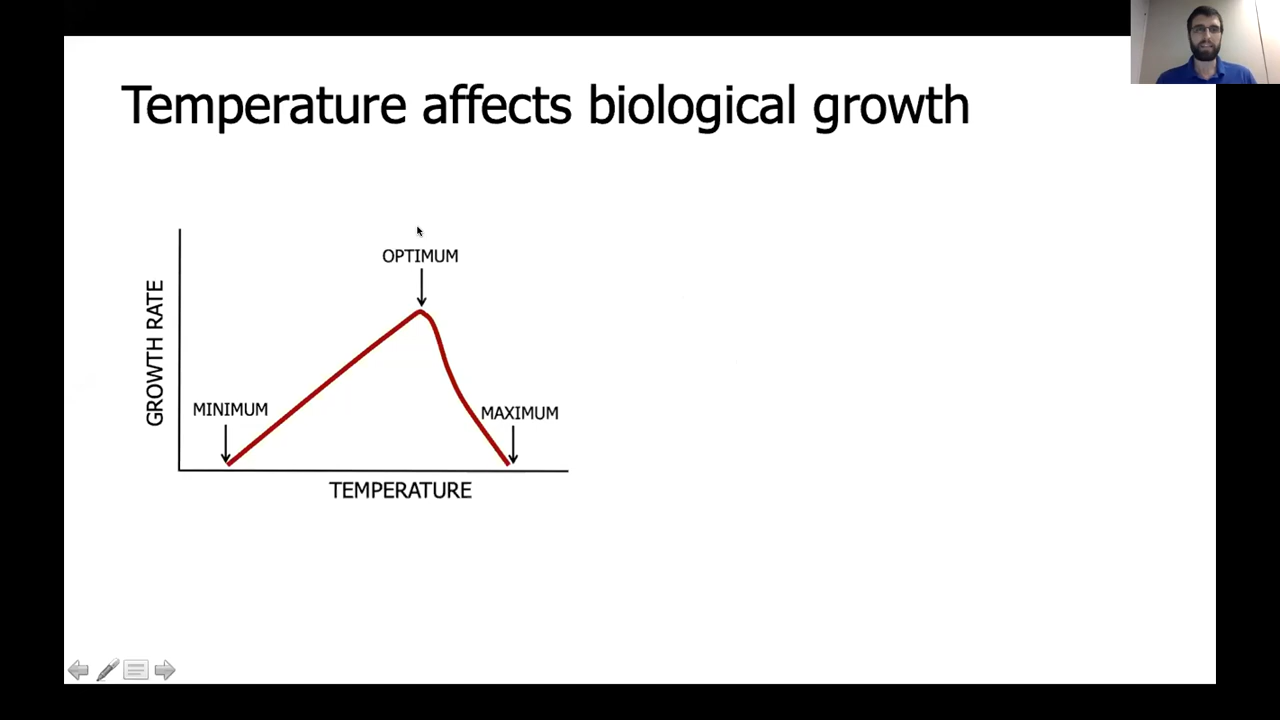 Temperature affects biological growth
OPTIMUM
GROWTH RATE
MINIMUM
MAXIMUM
TEMPERATURE